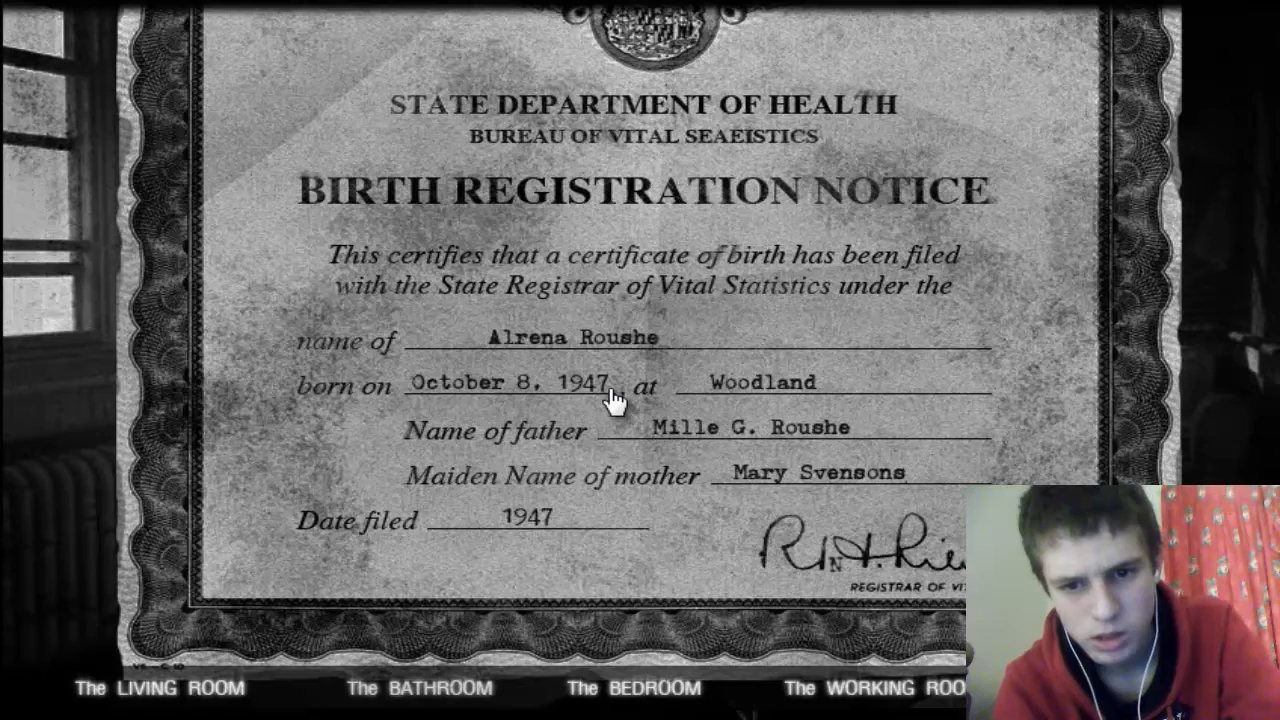 STATE DEPARTMENT OF HEALTH
BUREAU OF VITAL SEAEISTICS
BIRTH REGISTRATION NOTICE
This certifies that a certificate of birth has been filed
with the State Registrar of Vital Statistics under the
name of Alrena Roushe
born on October 8, 1947 at Woodland
Name of father Mille G. Roushe
Maiden Name of mother Mary Svensons
Date filed 1947
REGISTRAR OF
The LIVING ROOM The BATHROOM The BEDROOM The WORKING ROO